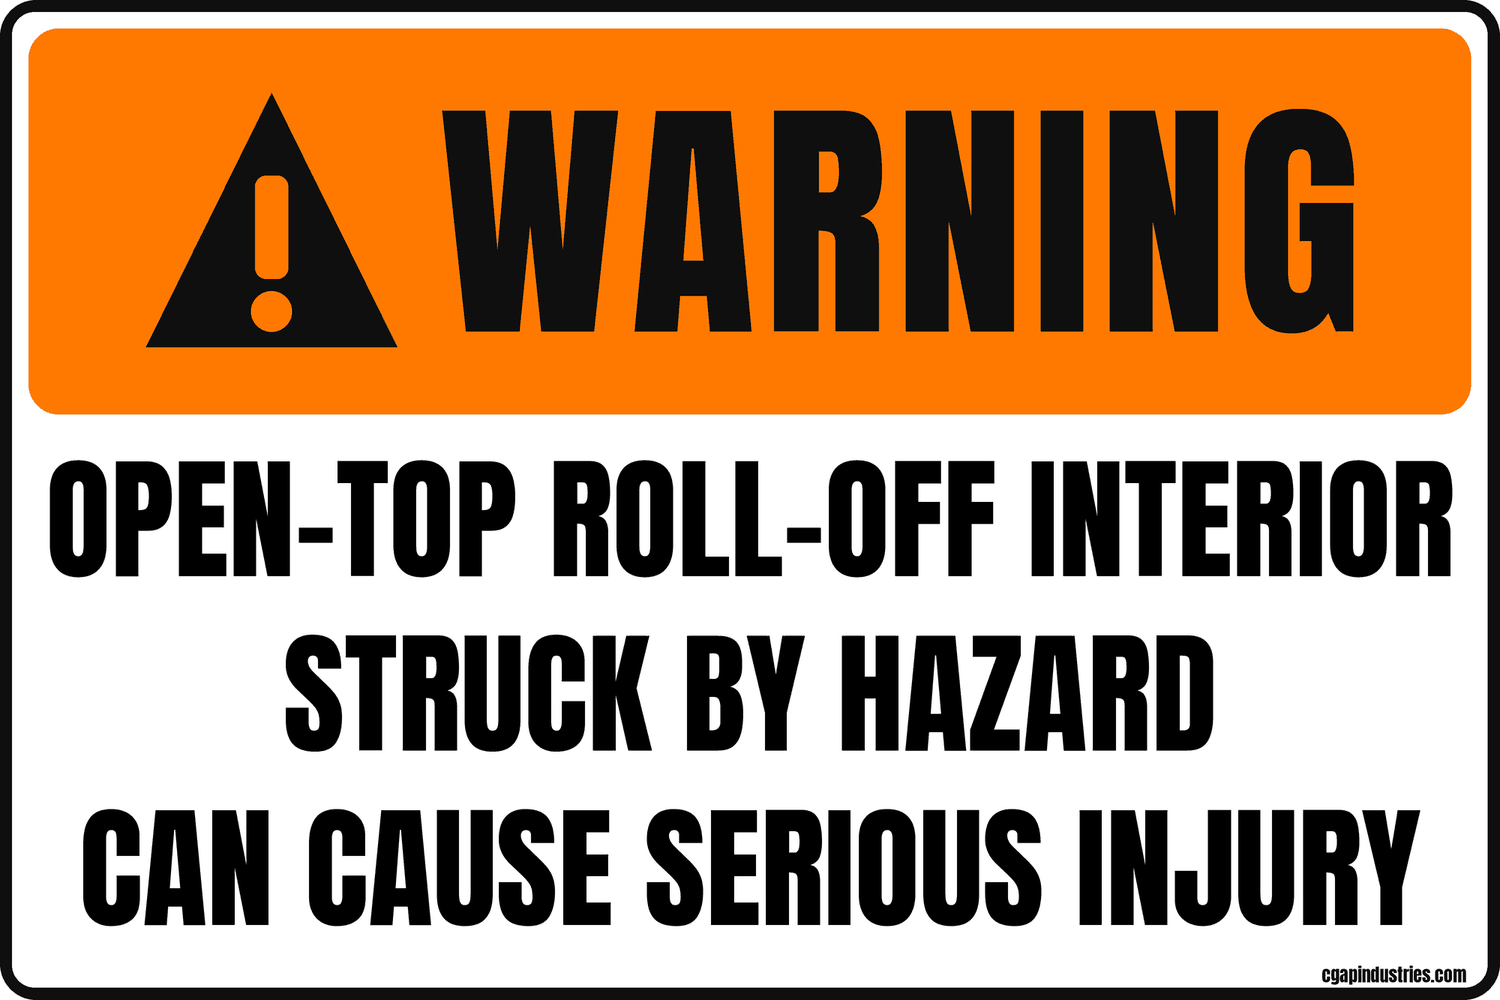 WARNING
OPEN-TOP ROLL-OFF INTERIOR
STRUCK BY HAZARD
CAN CAUSE SERIOUS INJURY
cgapindustries.com